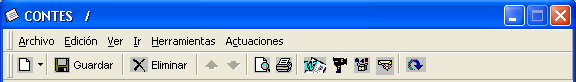 CONTES /
Archivo Edición Ver Ir Herramientas Actuaciones
Guardar Eliminar